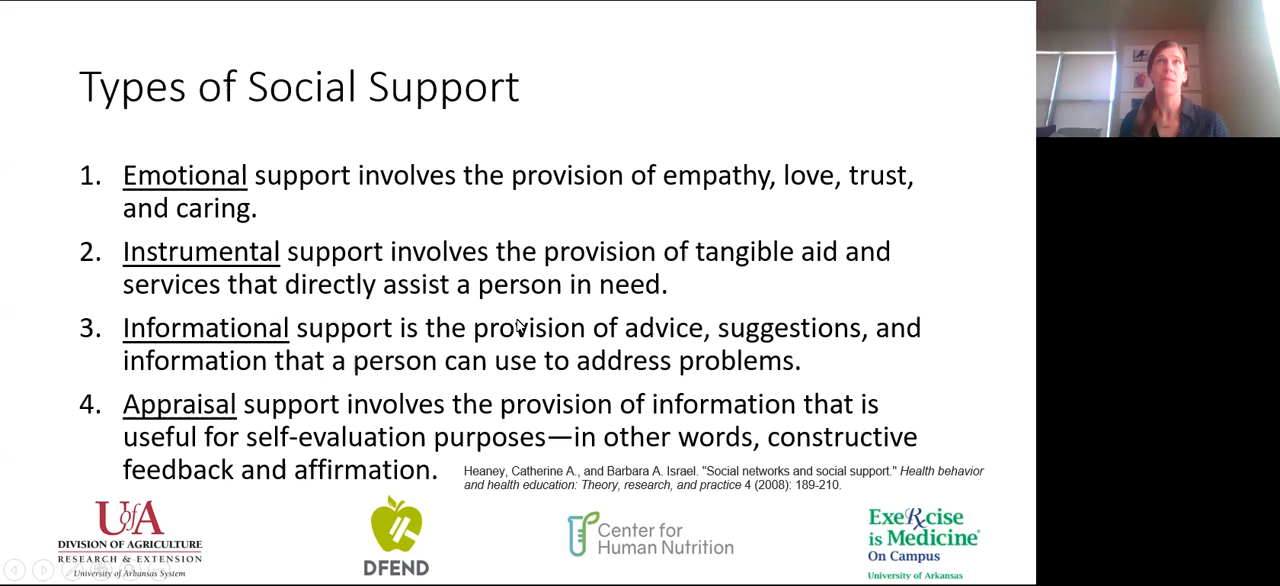 Types of Social Support
1. Emotional support involves the provision of empathy, love, trust,
and caring.
2. Instrumental support involves the provision of tangible aid and
services that directly assist a person in need.
3. Informational support is the provision of advice, suggestions, and
information that a person can use to address problems.
4. Appraisal support involves the provision of information that is
useful for self-evaluation purposes—in other words, constructive
feedback and affirmation.
Heaney, Catherine A., and Barbara A. Israel. "Social networks and social support." Health behavior
and health education: Theory, research, and practice 4 (2008): 189-210.
UofA
DIVISION OF AGRICULTURE
RESEARCH & EXTENSION
University of Arkansas System
DFEND
Center for
Human Nutrition
ExeRxcise
is Medicine®
On Campus
University of Arkansas